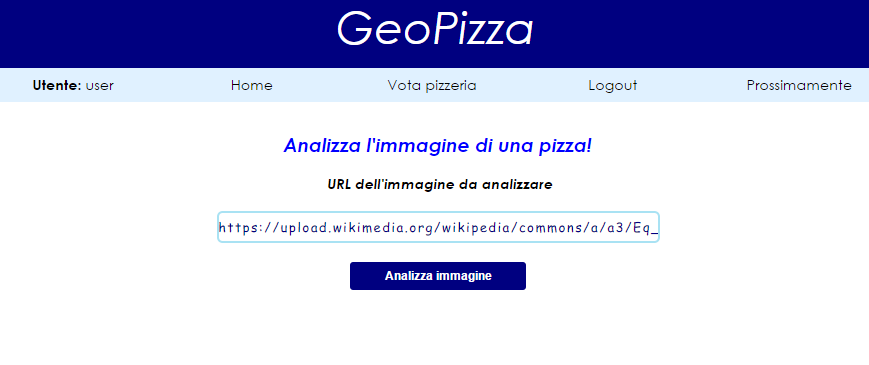 GeoPizza
Utente: user Home Vota pizzeria Logout Prossimamente
Analizza l'immagine di una pizza!
URL dell'immagine da analizzare
https://upload.wikimedia.org/wikipedia/commons/a/a3/Eq_
Analizza immagine